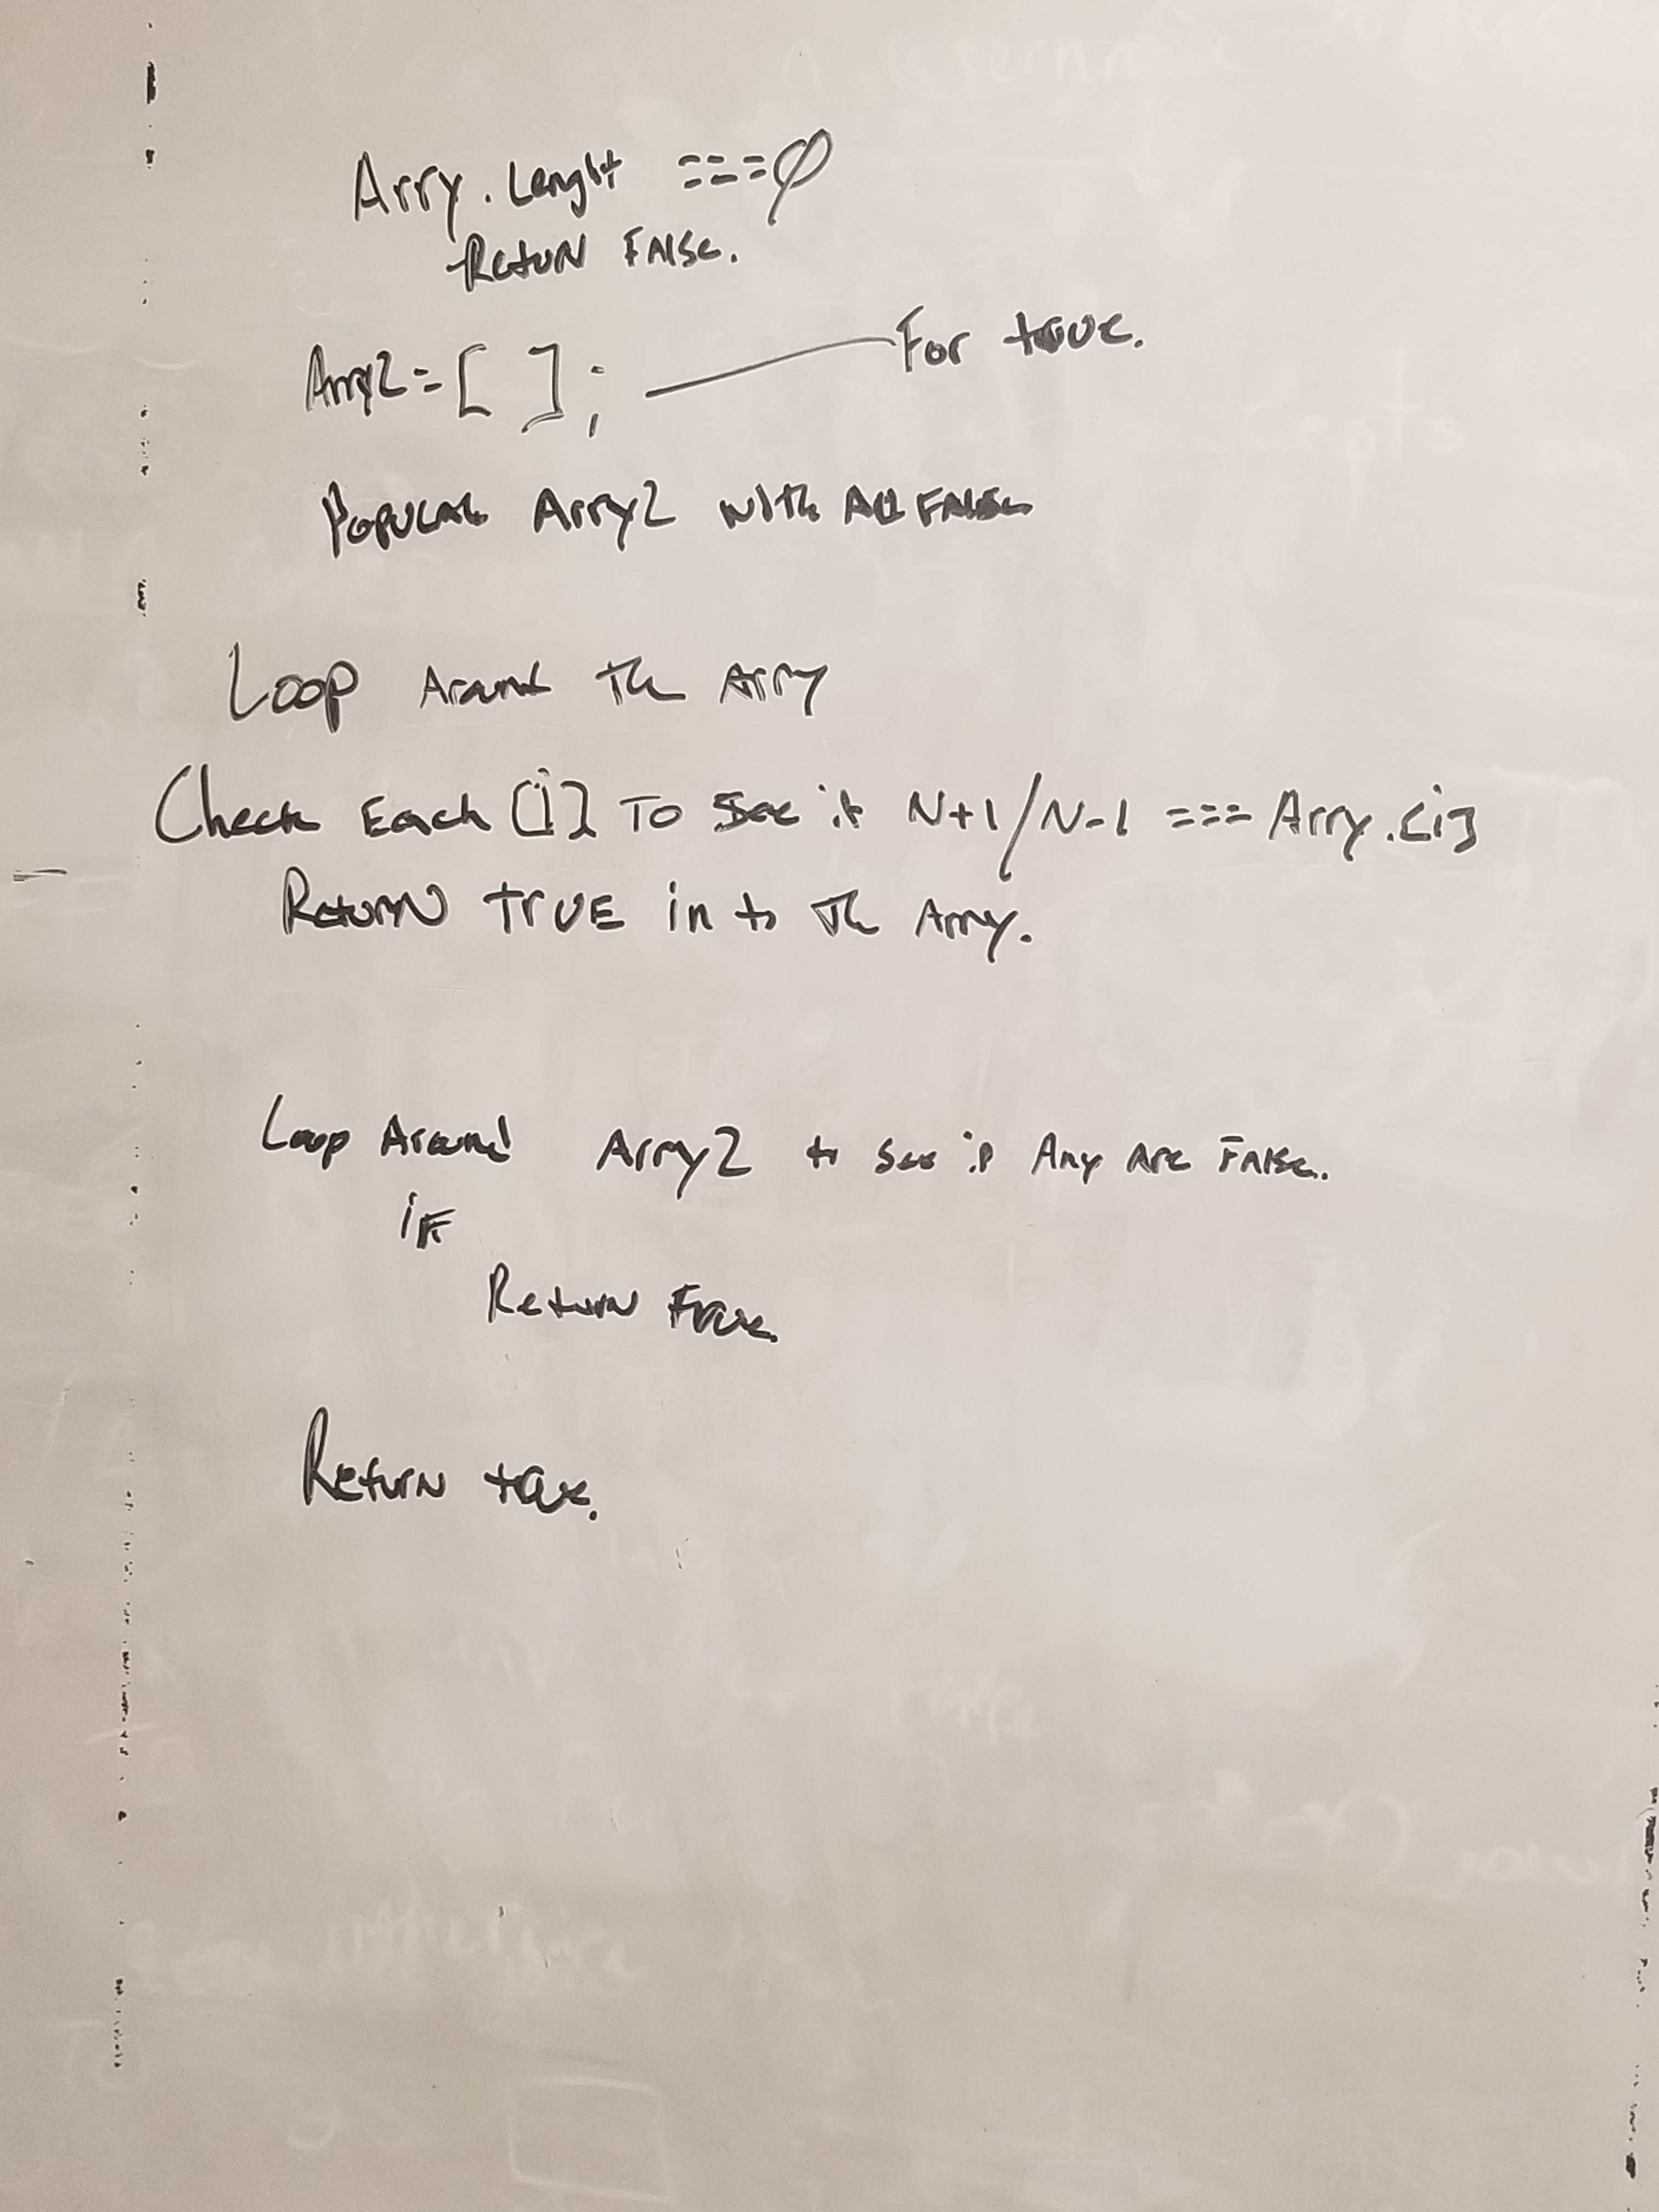 Arry.Lenght ===0
Return False.
Arry2=[ ]; For true.
Populate Arry2 with All False
Loop Around The Arry
Check Each [i] To See if N+1/N-1 === Arry.[i]
Return TRUE in to The Arry.
Loop Around Arry2 to see if Any Are False.
if
Return False.
Return true.